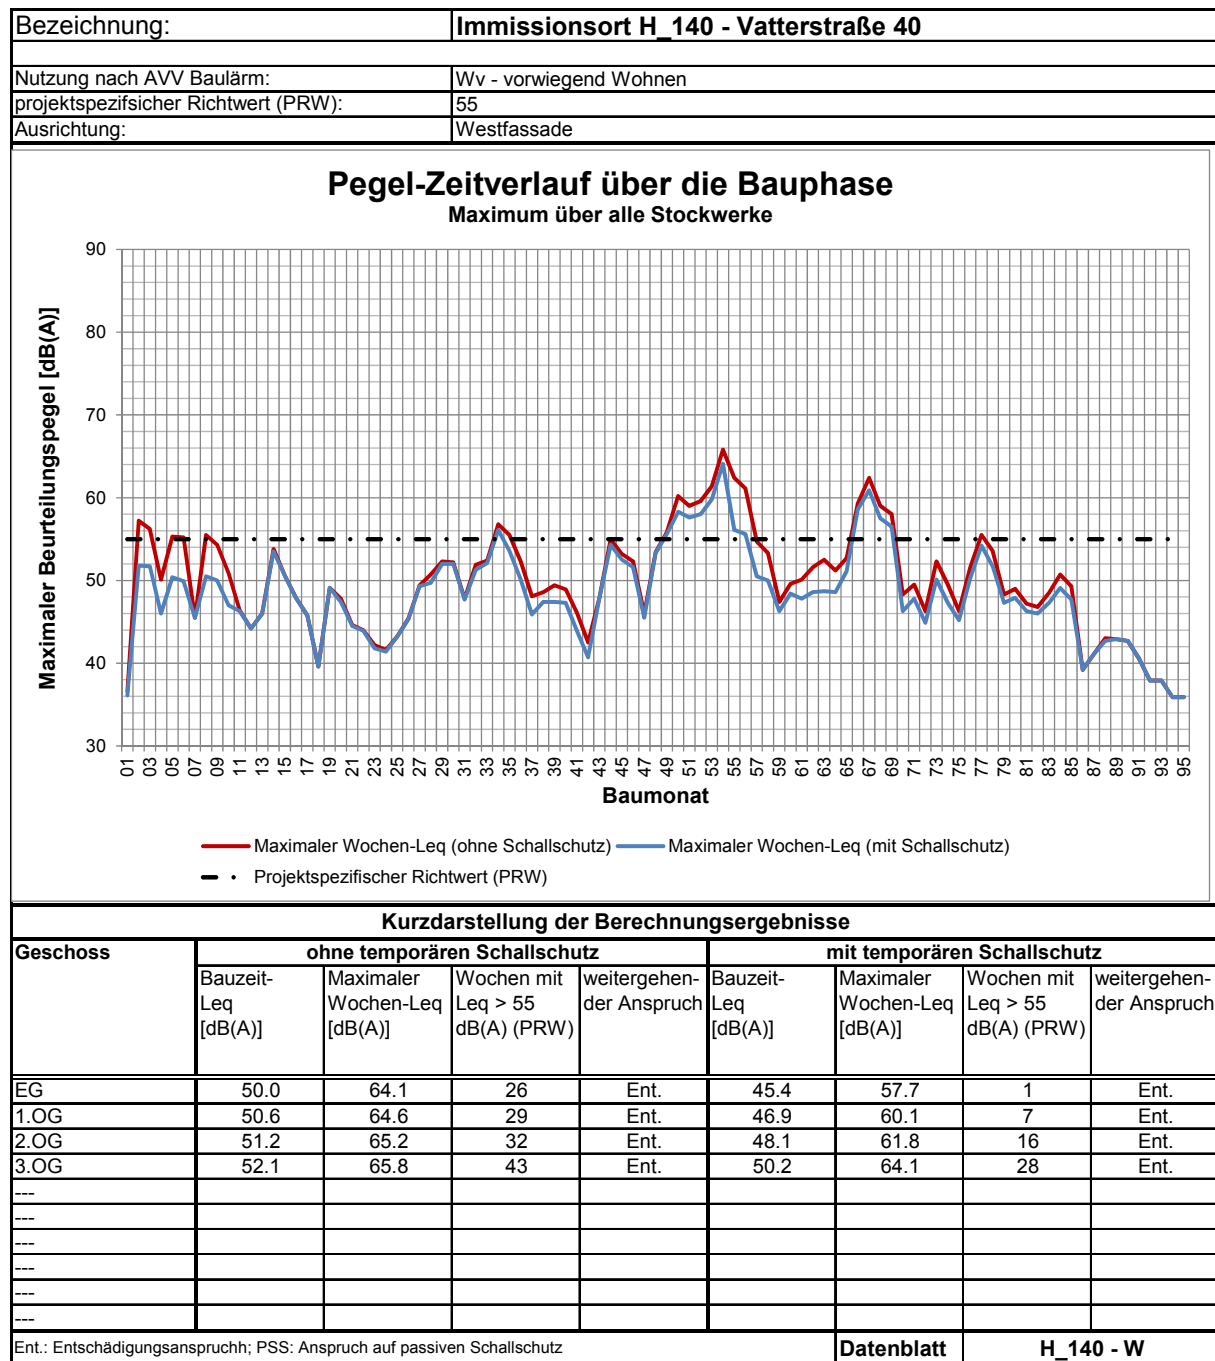 Bezeichnung: Immissionsort H_140 - Vatterstraße 40
Nutzung nach AVV Baulärm: Wv - vorwiegend Wohnen
projektspezifsicher Richtwert (PRW): 55
Ausrichtung: Westfassade
Pegel-Zeitverlauf über die Bauphase
Maximum über alle Stockwerke
Maximaler Beurteilungspegel [dB(A)]
90
80
70
60
50
40
30
01 03 05 07 09 11 13 15 17 19 21 23 25 27 29 31 33 35 37 39 41 43 45 47 49 51 53 55 57 59 61 63 65 67 69 71 73 75 77 79 81 83 85 87 89 91 93 95
Baumonat
Maximaler Wochen-Leq (ohne Schallschutz) Maximaler Wochen-Leq (mit Schallschutz)
Projektspezifischer Richtwert (PRW)
Kurzdarstellung der Berechnungsergebnisse
Geschoss ohne temporären Schallschutz mit temporären Schallschutz
Bauzeit- Maximaler Wochen mit weitergehen- Bauzeit- Maximaler Wochen mit weitergehen-
Leq Wochen-Leq Leq > 55 der Anspruch Leq Wochen-Leq Leq > 55 der Anspruch
[dB(A)] [dB(A)] dB(A) (PRW) [dB(A)] [dB(A)] dB(A) (PRW)
EG 50.0 64.1 26 Ent. 45.4 57.7 1 Ent.
1.OG 50.6 64.6 29 Ent. 46.9 60.1 7 Ent.
2.OG 51.2 65.2 32 Ent. 48.1 61.8 16 Ent.
3.OG 52.1 65.8 43 Ent. 50.2 64.1 28 Ent.
---
---
---
---
---
---
Ent.: Entschädigungsanspruchh; PSS: Anspruch auf passiven Schallschutz Datenblatt H_140 - W